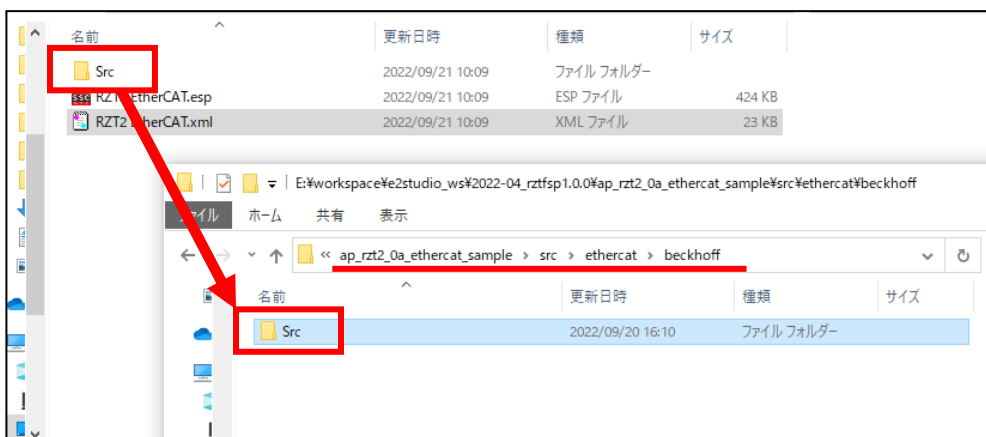 名前 更新日時 種類 サイズ
Src 2022/09/21 10:09 ファイル フォルダー
EtherCAT.esp 2022/09/21 10:09 ESP ファイル 424 KB
RZT2 EtherCAT.xml 2022/09/21 10:09 XML ファイル 23 KB
E:¥workspace¥e2studio_ws¥2022-04_rztfsp1.0.0¥ap_rzt2_0a_ethercat_sample¥src¥ethercat¥beckhoff
ファイル ホーム 共有 表示
« ap_rzt2_0a_ethercat_sample > src > ethercat > beckhoff
名前 更新日時 種類 サイズ
Src 2022/09/20 16:10 ファイル フォルダー